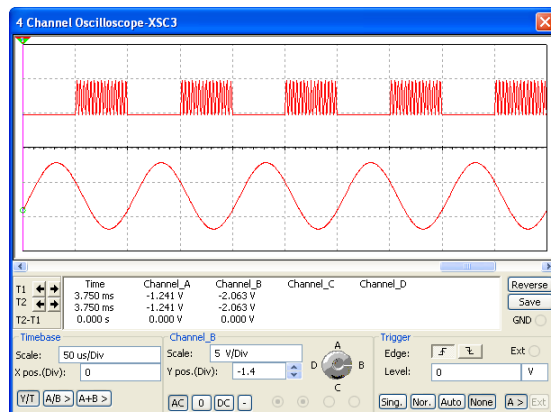 4 Channel Oscilloscope-XSC3
Time Channel_A Channel_B Channel_C Channel_D
T1 3.750 ms -1.241 V -2.063 V
T2 3.750 ms -1.241 V -2.063 V
T2-T1 0.000 s 0.000 V 0.000 V
Reverse
Save
GND
Timebase
Scale: 50 us/Div
X pos.(Div): 0
Y/T A/B > A+B >
Channel_B
Scale: 5 V/Div
Y pos.(Div): -1.4
AC 0 DC -
A
D B
C
Trigger
Edge: Ext
Level: 0 V
Sing. Nor. Auto None A > Ext